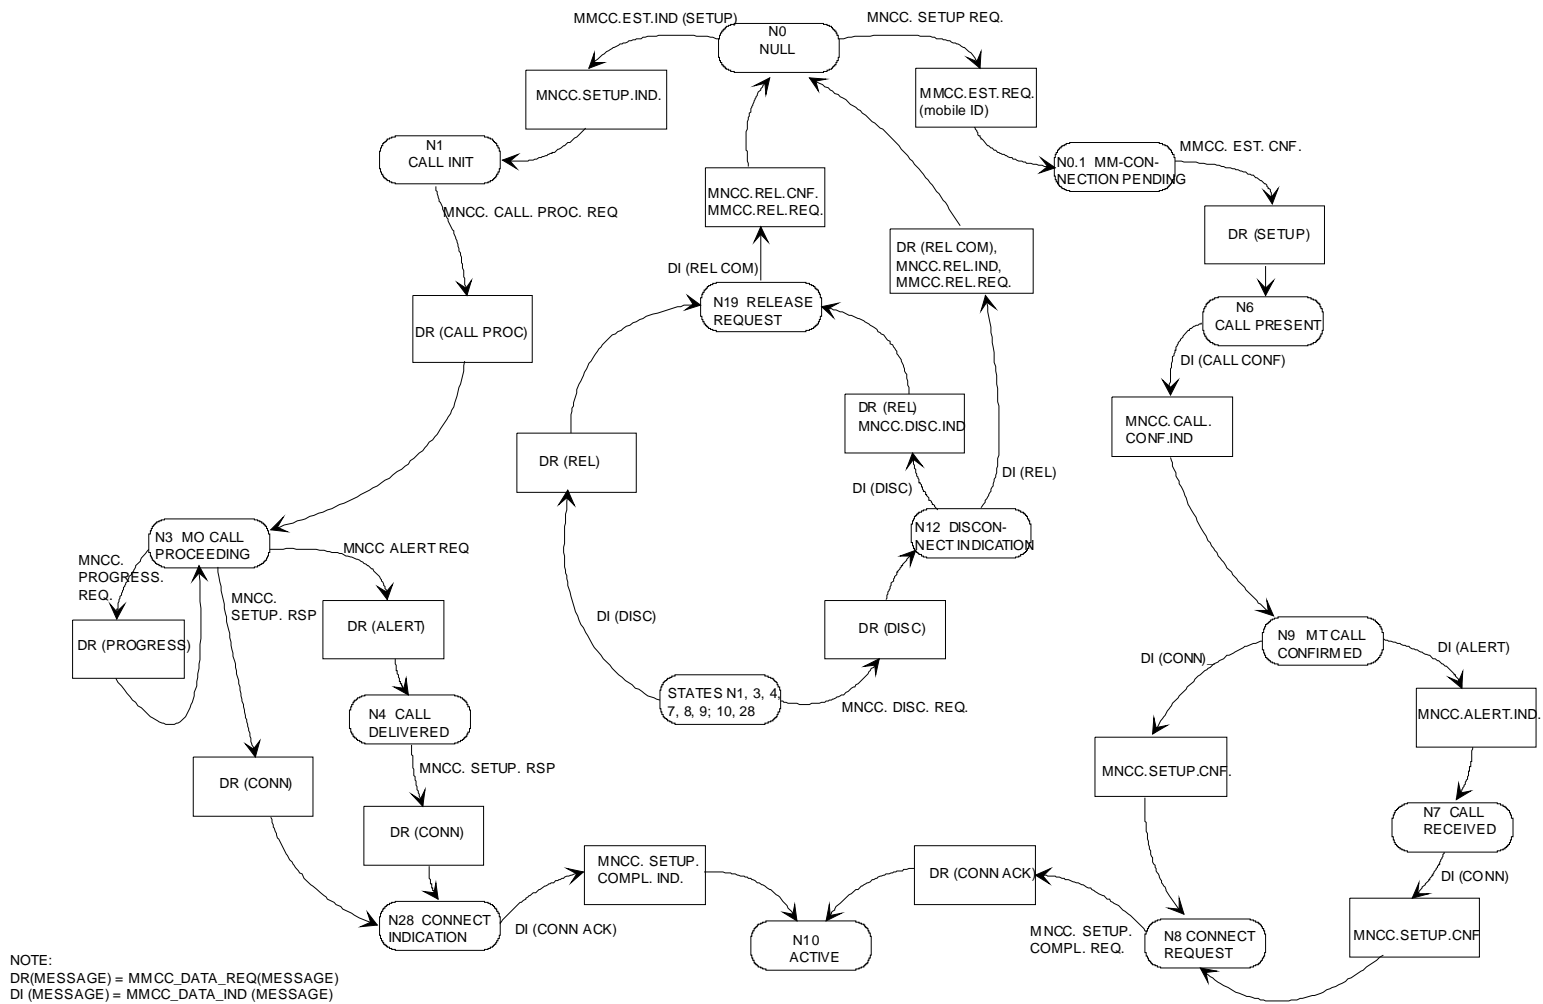 MMCC.EST.IND (SETUP)
N0
NULL
MNCC. SETUP REQ.
MNCC.SETUP.IND.
MMCC.EST.REQ.
(mobile ID)
N1
CALL INIT
N0.1 MM-CON-
NECTION PENDING
MMCC. EST. CNF.
MNCC. CALL. PROC. REQ
MNCC.REL.CNF.
MMCC.REL.REQ.
DR (REL COM),
MNCC.REL.IND,
MMCC.REL.REQ.
DR (SETUP)
DI (REL COM)
N19 RELEASE
REQUEST
N6
CALL PRESENT
DR (CALL PROC)
DI (CALL CONF)
DR (REL)
MNCC.DISC.IND
MNCC.CALL.
CONF.IND
DR (REL)
DI (DISC)
DI (REL)
N3 MO CALL
PROCEEDING
MNCC ALERT REQ
N12 DISCON-
NECT INDICATION
MNCC.
PROGRESS.
REQ.
MNCC.
SETUP. RSP
DR (PROGRESS)
DR (ALERT)
DI (DISC)
DR (DISC)
N9 MT CALL
CONFIRMED
DI (CONN)
DI (ALERT)
STATES N1, 3, 4,
7, 8, 9; 10, 28
MNCC. DISC. REQ.
N4 CALL
DELIVERED
MNCC.ALERT.IND.
MNCC. SETUP. RSP
DR (CONN)
MNCC.SETUP.CNF.
N7 CALL
RECEIVED
DR (CONN)
MNCC. SETUP.
COMPL. IND.
DR (CONN ACK)
DI (CONN)
N28 CONNECT
INDICATION
DI (CONN ACK)
N10
ACTIVE
MNCC. SETUP.
COMPL. REQ.
N8 CONNECT
REQUEST
MNCC.SETUP.CNF
NOTE:
DR(MESSAGE) = MMCC_DATA_REQ(MESSAGE)
DI (MESSAGE) = MMCC_DATA_IND (MESSAGE)